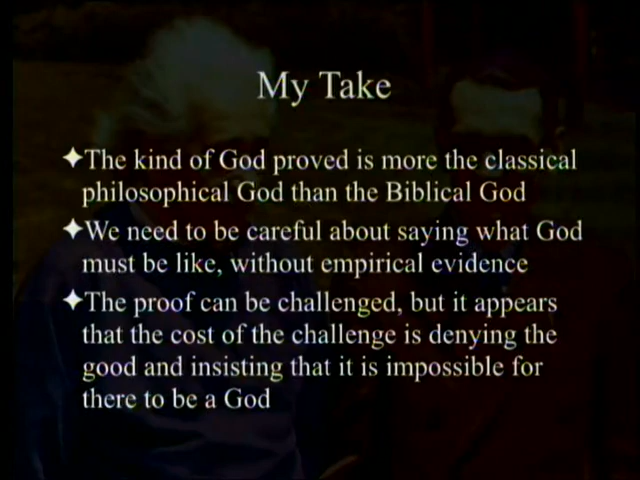 My Take
✦The kind of God proved is more the classical
philosophical God than the Biblical God
✦We need to be careful about saying what God
must be like, without empirical evidence
✦The proof can be challenged, but it appears
that the cost of the challenge is denying the
good and insisting that it is impossible for
there to be a God